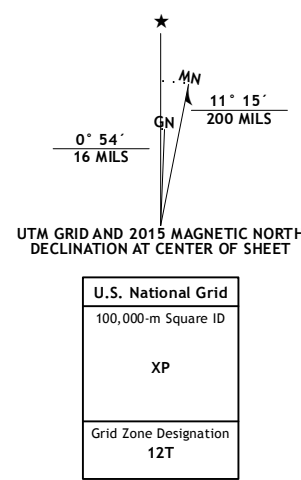 MN
11° 15´
200 MILS
GN
0° 54´
16 MILS
UTM GRID AND 2015 MAGNETIC NORTH
DECLINATION AT CENTER OF SHEET
U.S. National Grid
100,000-m Square ID
XP
Grid Zone Designation
12T